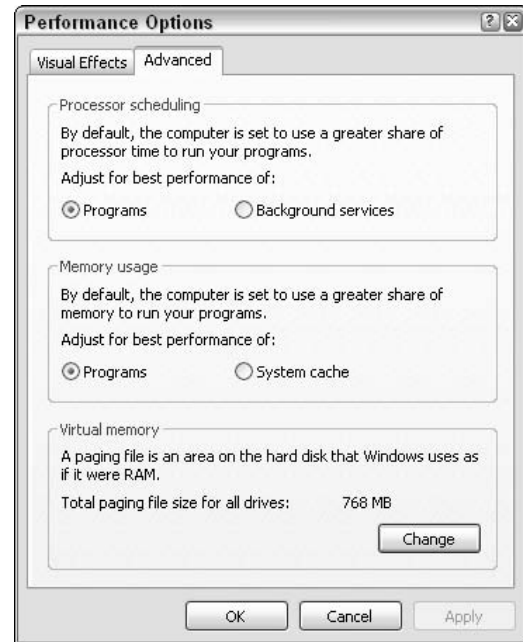 Performance Options
Visual Effects
Advanced
Processor scheduling
By default, the computer is set to use a greater share of
processor time to run your programs.
Adjust for best performance of:
Programs
Background services
Memory usage
By default, the computer is set to use a greater share of
memory to run your programs.
Adjust for best performance of:
Programs
System cache
Virtual memory
A paging file is an area on the hard disk that Windows uses as
if it were RAM.
Total paging file size for all drives: 768 MB
Change
OK
Cancel
Apply